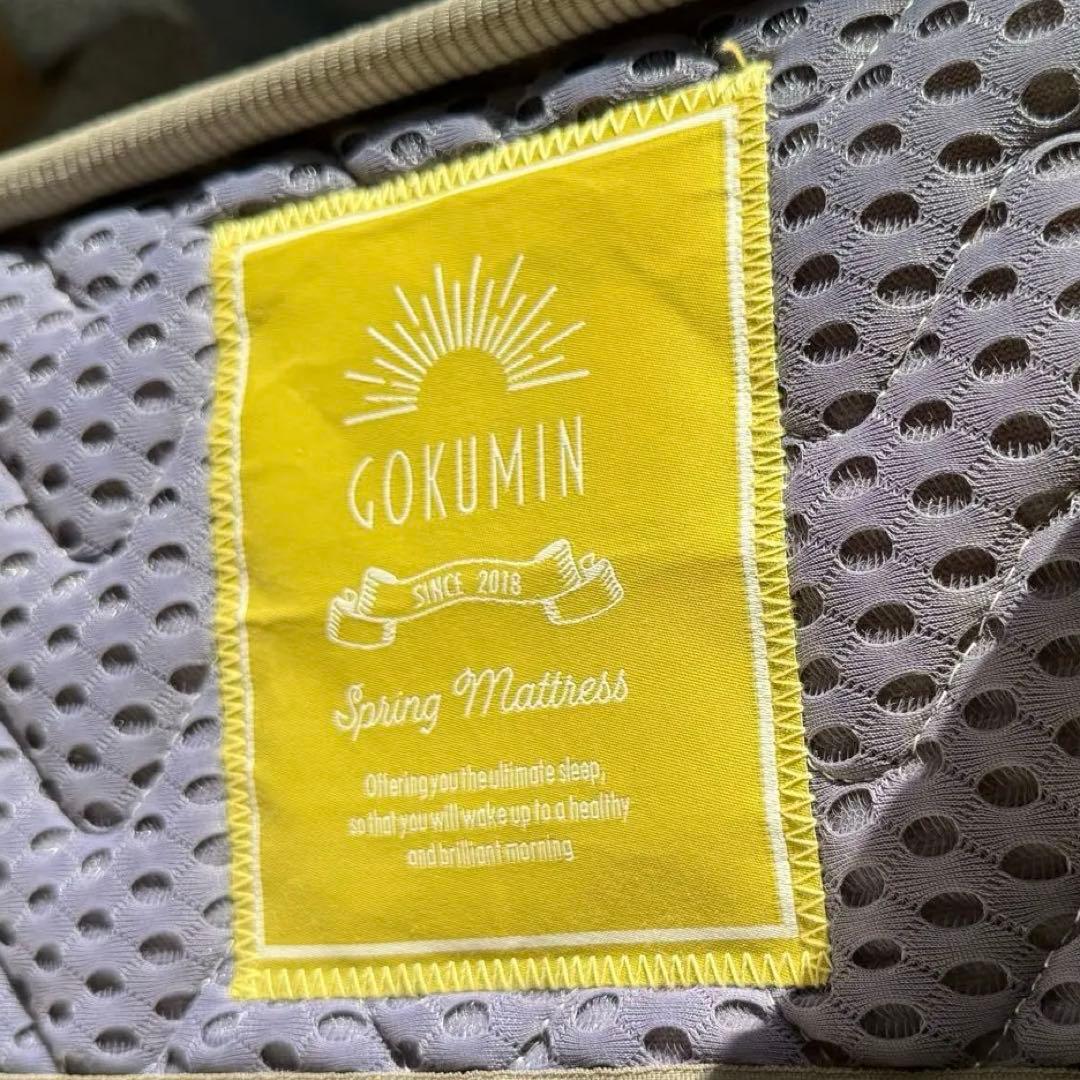 GOKUMIN
SINCE 2018
Spring Mattress
Offering you the ultimate sleep,
so that you will wake up to a healthy
and brilliant morning